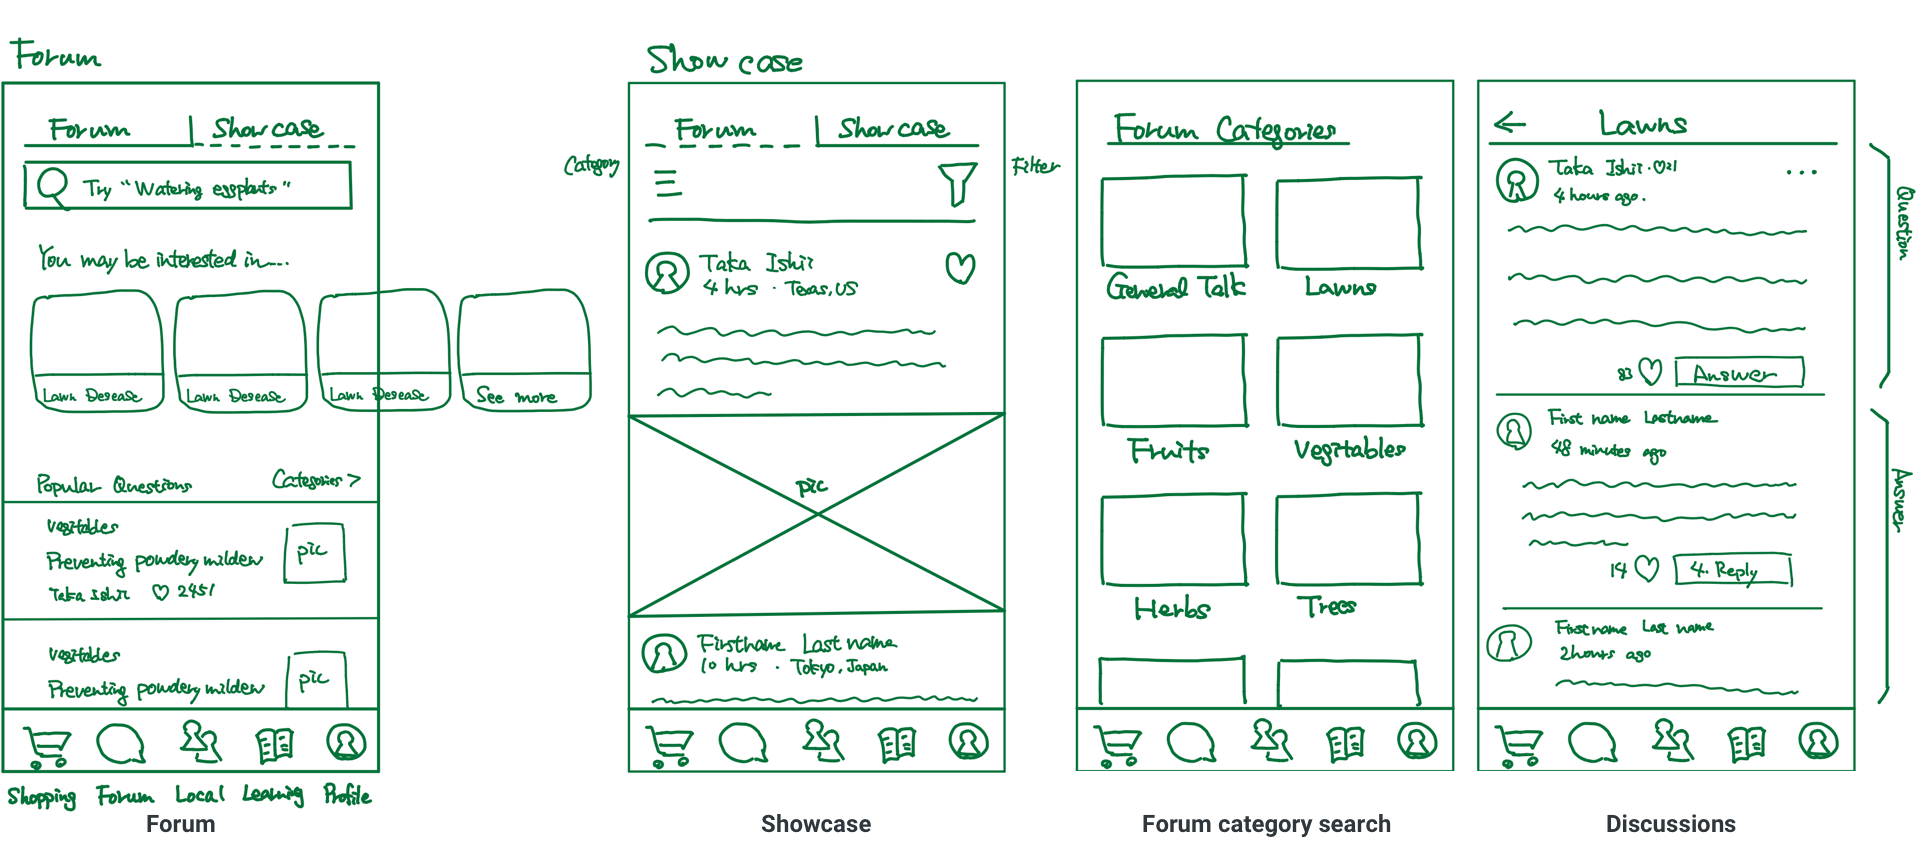 Forum
Forum
Showcase
Try "Watering eggplants"
You may be interested in....
Lawn Desease
Lawn Desease
Lawn Desease
See more
Popular Questions
Categories >
Vegitables
Preventing powdery mildew
Taka Ishii ♡ 2451
pic
Vegitables
Preventing powdery mildew
pic
Shopping
Forum
Local
Learning
Profile
Forum
Show case
Forum
Showcase
Category
Filter
Taka Ishii
4 hrs · Texas, US
pic
Firstname Last name
10 hrs · Tokyo, Japan
Showcase
Forum Categories
General Talk
Lawns
Fruits
Vegitables
Herbs
Trees
Forum category search
← Lawns
Taka Ishii · ♡21
...
4 hours ago.
83 ♡ Answer
Question
First name Lastname
48 minutes ago
14 ♡ 4. Reply
First name Last name
2hours ago
Answer
Discussions